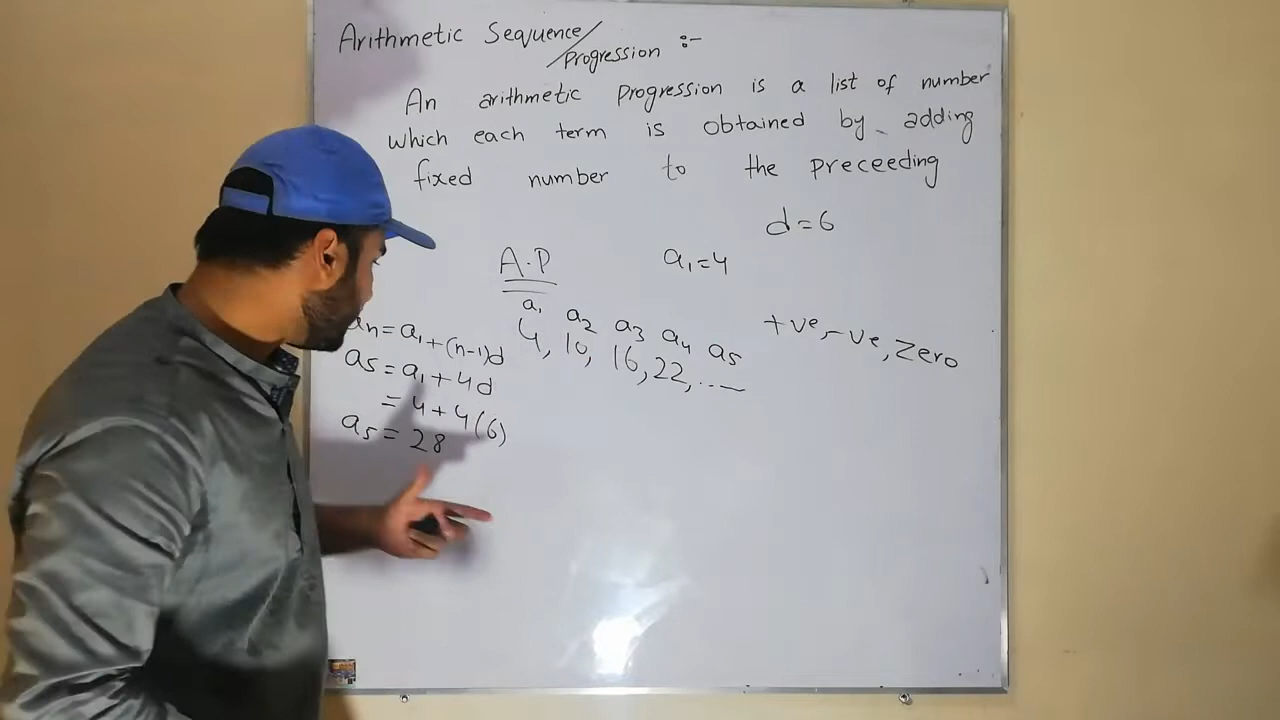 Arithmetic Sequence/
Progression :-
An arithmetic Progression is a list of number
which each term is obtained by adding
fixed number to the preceeding
d=6
A.P
a₁=4
a₁ a₂ a₃ a₄ a₅
4, 10, 16, 22, ...
+ve, -ve, Zero
an=a₁+(n-1)d
a₅=a₁+4d
=4+4(6)
a₅=28